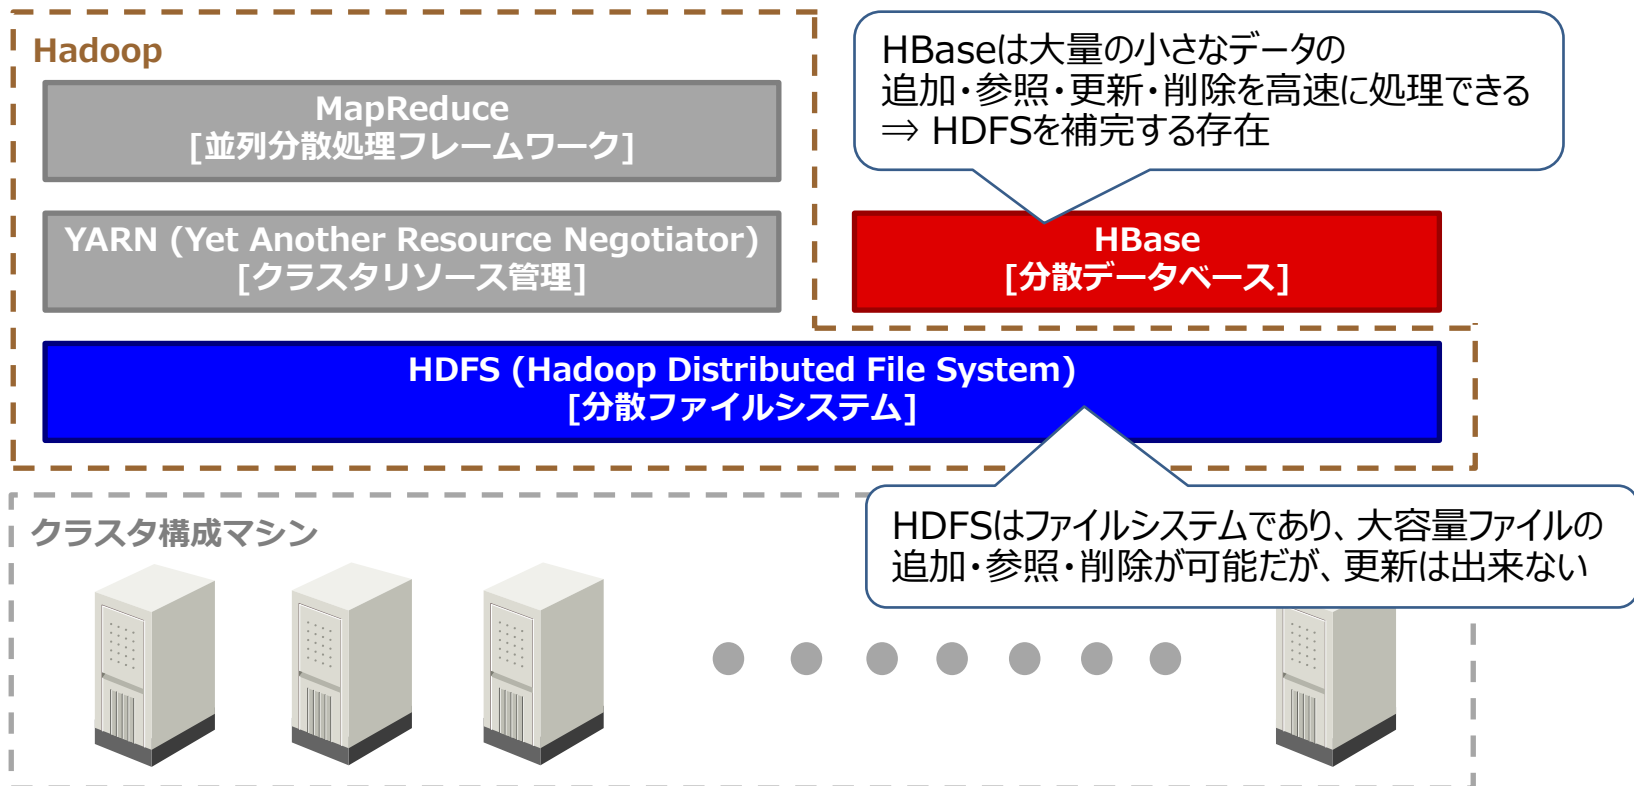 Hadoop
MapReduce
[並列分散処理フレームワーク]
YARN (Yet Another Resource Negotiator)
[クラスタリソース管理]
HBaseは大量の小さなデータの
追加・参照・更新・削除を高速に処理できる
⇒ HDFSを補完する存在
HBase
[分散データベース]
HDFS (Hadoop Distributed File System)
[分散ファイルシステム]
HDFSはファイルシステムであり、大容量ファイルの
追加・参照・削除が可能だが、更新は出来ない
クラスタ構成マシン